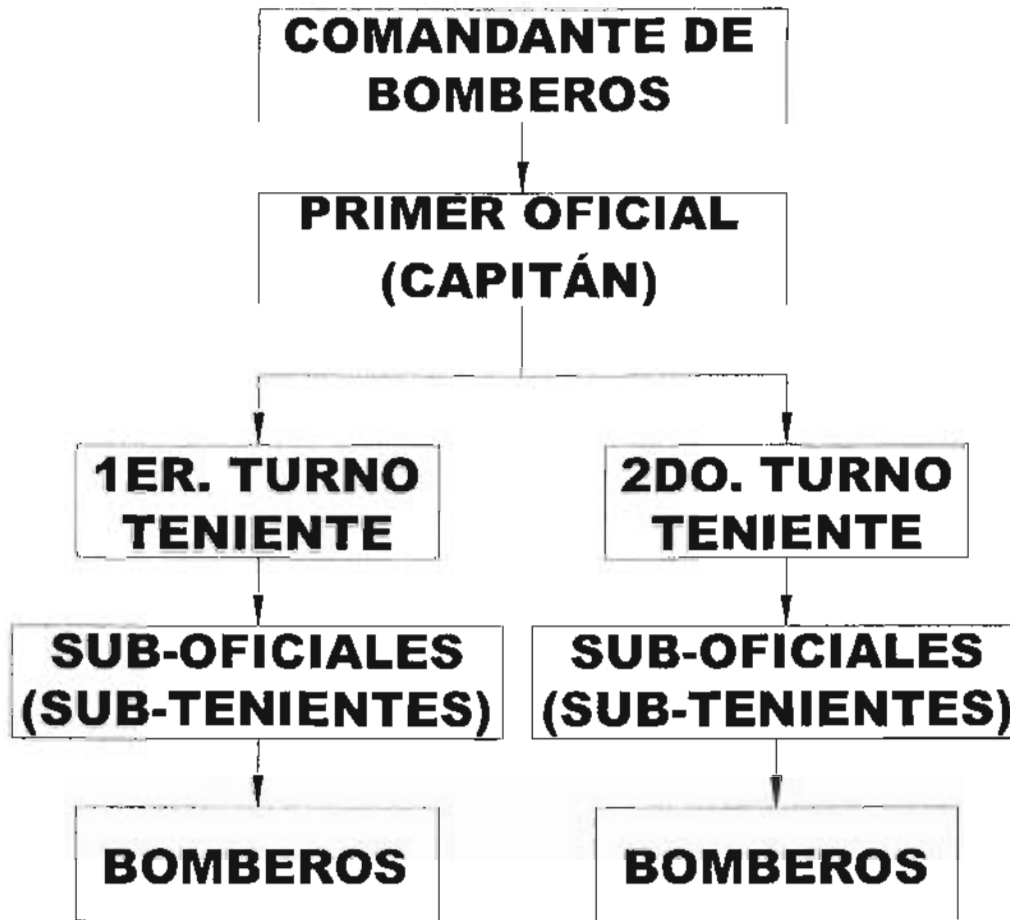 COMANDANTE DE
BOMBEROS
PRIMER OFICIAL
(CAPITÁN)
1ER. TURNO
TENIENTE
2DO. TURNO
TENIENTE
SUB-OFICIALES
(SUB-TENIENTES)
SUB-OFICIALES
(SUB-TENIENTES)
BOMBEROS
BOMBEROS